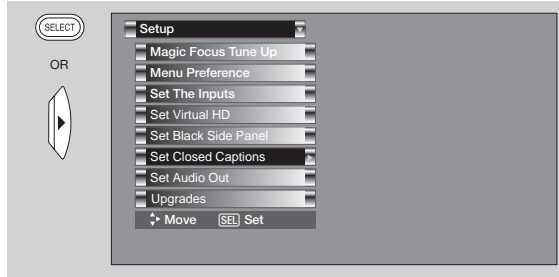 SELECT
OR
Setup
Magic Focus Tune Up
Menu Preference
Set The Inputs
Set Virtual HD
Set Black Side Panel
Set Closed Captions
Set Audio Out
Upgrades
Move SEL Set